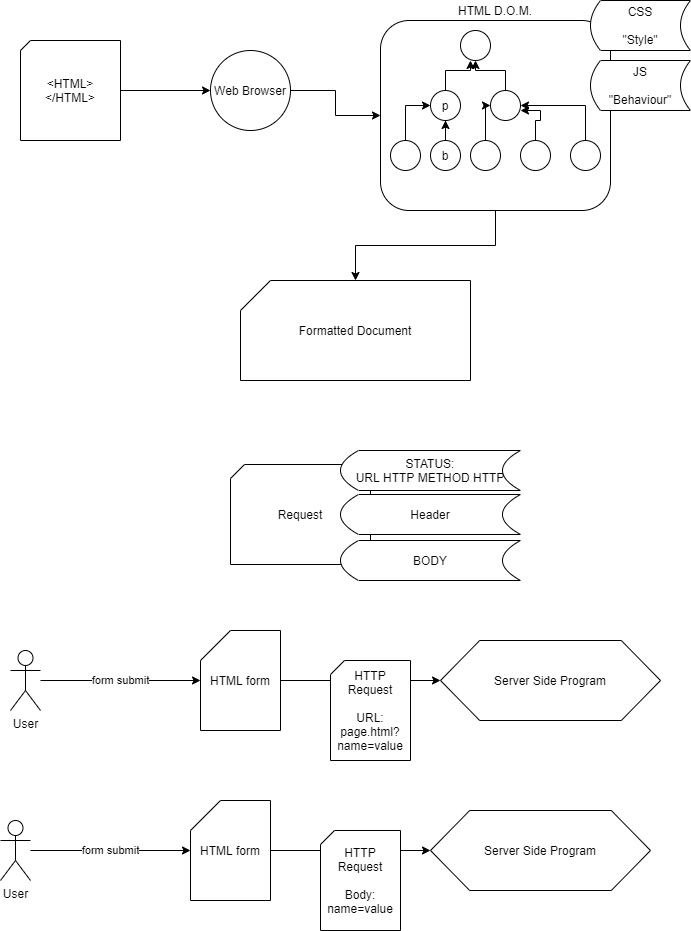 HTML D.O.M.
CSS
"Style"
<HTML>
</HTML>
Web Browser
JS
"Behaviour"
p
b
Formatted Document
STATUS:
URL HTTP METHOD HTTP
Request
Header
BODY
form submit
HTML form
HTTP
Request
URL:
page.html?
name=value
Server Side Program
User
form submit
HTML form
HTTP
Request
Body:
name=value
Server Side Program
User